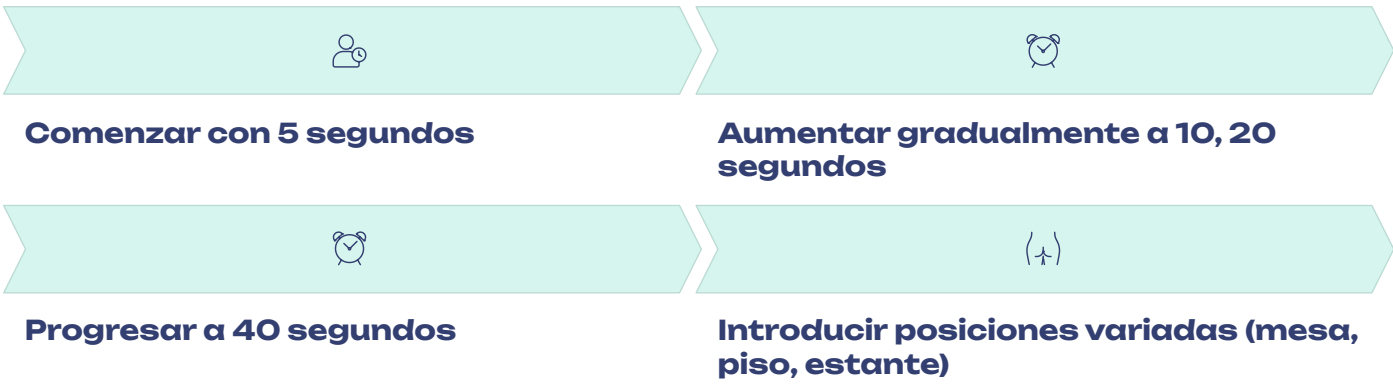 Comenzar con 5 segundos
Aumentar gradualmente a 10, 20
segundos
Progresar a 40 segundos
Introducir posiciones variadas (mesa,
piso, estante)